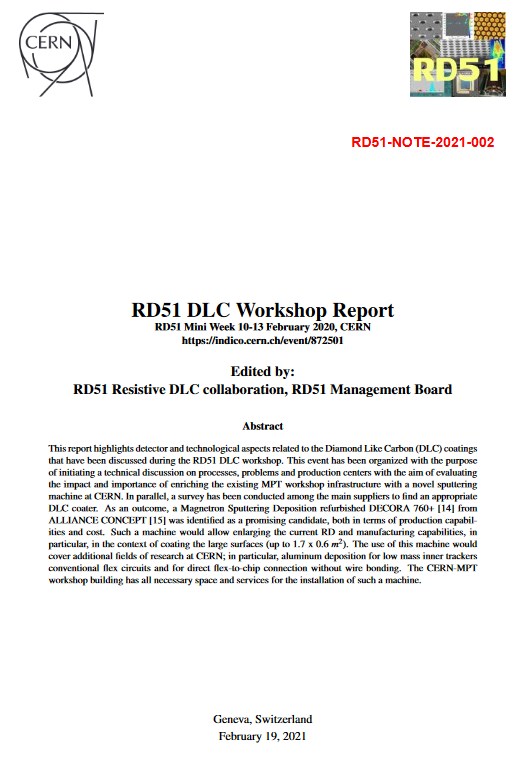 CERN
RD51
RD51-NOTE-2021-002
RD51 DLC Workshop Report
RD51 Mini Week 10-13 February 2020, CERN
https://indico.cern.ch/event/872501
Edited by:
RD51 Resistive DLC collaboration, RD51 Management Board
Abstract
This report highlights detector and technological aspects related to the Diamond Like Carbon (DLC) coatings
that have been discussed during the RD51 DLC workshop. This event has been organized with the purpose
of initiating a technical discussion on processes, problems and production centers with the aim of evaluating
the impact and importance of enriching the existing MPT workshop infrastructure with a novel sputtering
machine at CERN. In parallel, a survey has been conducted among the main suppliers to find an appropriate
DLC coater. As an outcome, a Magnetron Sputtering Deposition refurbished DECORA 760+ [14] from
ALLIANCE CONCEPT [15] was identified as a promising candidate, both in terms of production capabil-
ities and cost. Such a machine would allow enlarging the current RD and manufacturing capabilities, in
particular, in the context of coating the large surfaces (up to 1.7 x 0.6 m²). The use of this machine would
cover additional fields of research at CERN; in particular, aluminum deposition for low mass inner trackers
conventional flex circuits and for direct flex-to-chip connection without wire bonding. The CERN-MPT
workshop building has all necessary space and services for the installation of such a machine.
Geneva, Switzerland
February 19, 2021